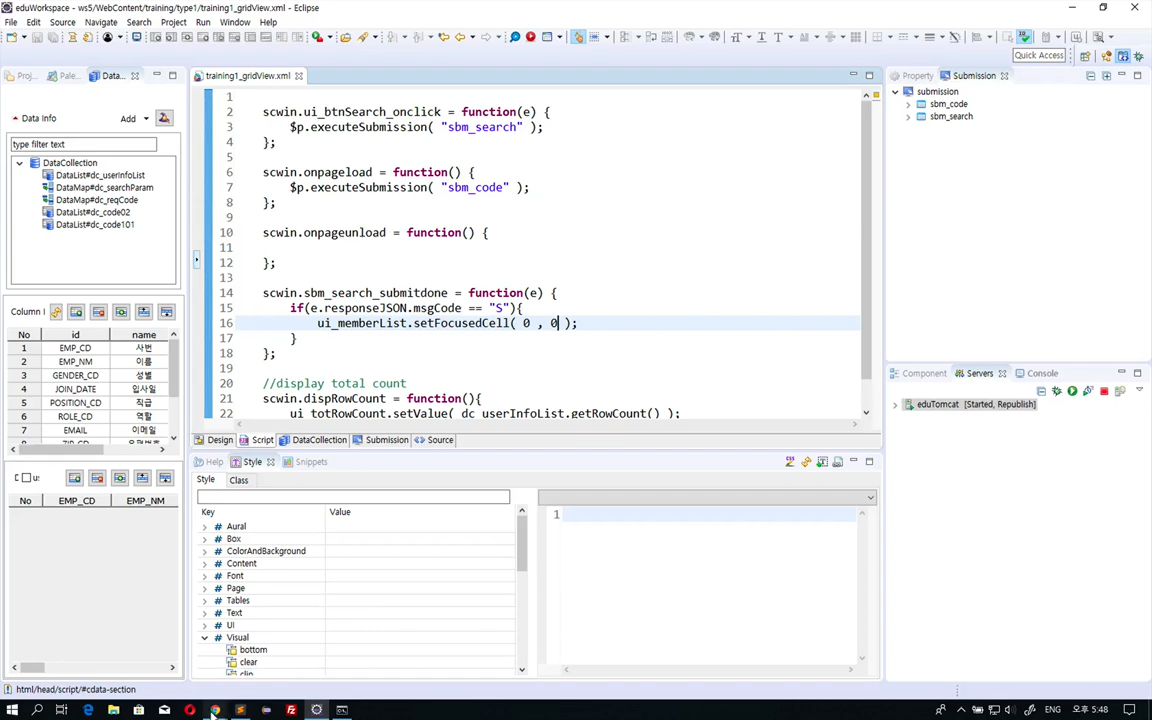 eduWorkspace - ws5/WebContent/training/type1/training1_gridView.xml - Eclipse
File Edit Source Navigate Search Project Run Window Help
Quick Access
Proj...
Pale...
Data...
training1_gridView.xml
Property
Submission
Data Info
Add
type filter text
DataCollection
DataList#dc_userInfoList
DataMap#dc_searchParam
DataMap#dc_reqCode
DataList#dc_code02
DataList#dc_code101
Column I
No id name
1 EMP_CD 사번
2 EMP_NM 이름
3 GENDER_CD 성별
4 JOIN_DATE 입사일
5 POSITION_CD 직급
6 ROLE_CD 역할
7 EMAIL 이메일
No EMP_CD EMP_NM
1
2 scwin.ui_btnSearch_onclick = function(e) {
3 $p.executeSubmission( "sbm_search" );
4 };
5
6 scwin.onpageload = function() {
7 $p.executeSubmission( "sbm_code" );
8 };
9
10 scwin.onpageunload = function() {
11
12 };
13
14 scwin.sbm_search_submitdone = function(e) {
15 if(e.responseJSON.msgCode == "S"){
16 ui_memberList.setFocusedCell( 0 , 0 );
17 }
18 };
19
20 //display total count
21 scwin.dispRowCount = function(){
22 ui_totRowCount.setValue( dc_userInfoList.getRowCount() );
Design Script DataCollection Submission Source
Help Style Snippets
Style Class
Key Value
# Aural
# Box
# ColorAndBackground
# Content
# Font
# Page
# Tables
# Text
# UI
# Visual
bottom
clear
1
submission
sbm_code
sbm_search
Component Servers Console
eduTomcat [Started, Republish]
html/head/script/#cdata-section
ENG 오후 5:48